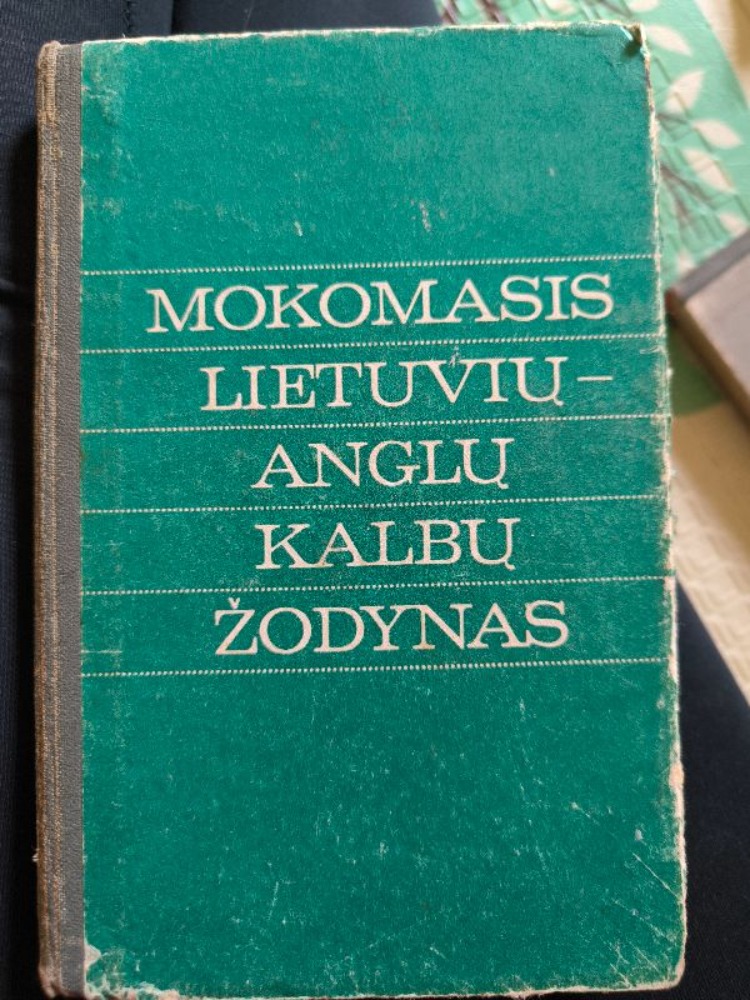 MOKOMASIS
LIETUVIŲ–
ANGLŲ
KALBŲ
ŽODYNAS